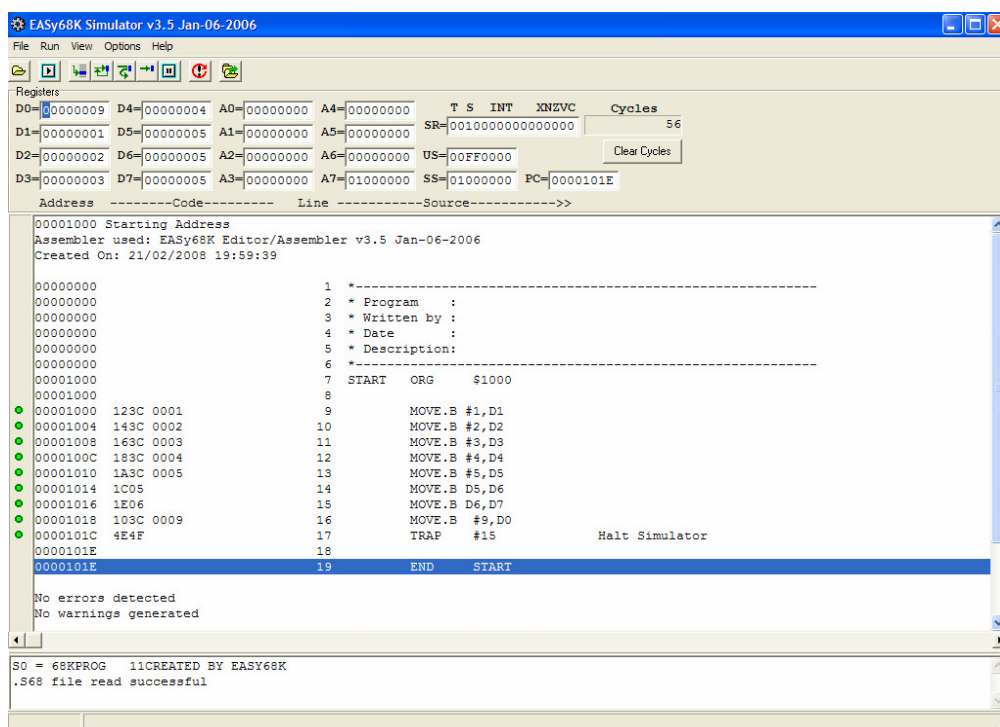 EASy68K Simulator v3.5 Jan-06-2006
File Run View Options Help
Registers
D0=00000009 D4=00000004 A0=00000000 A4=00000000 T S INT XNZVC Cycles
D1=00000001 D5=00000005 A1=00000000 A5=00000000 SR=0010000000000000 56
D2=00000002 D6=00000005 A2=00000000 A6=00000000 US=00FF0000 Clear Cycles
D3=00000003 D7=00000005 A3=00000000 A7=01000000 SS=01000000 PC=0000101E
Address --------Code--------- Line -----------Source----------->>
00001000 Starting Address
Assembler used: EASy68K Editor/Assembler v3.5 Jan-06-2006
Created On: 21/02/2008 19:59:39
00000000 1 *-----------------------------------------------------------
00000000 2 * Program :
00000000 3 * Written by :
00000000 4 * Date :
00000000 5 * Description:
00000000 6 *-----------------------------------------------------------
00001000 7 START ORG $1000
00001000 8
00001000 123C 0001 9 MOVE.B #1,D1
00001004 143C 0002 10 MOVE.B #2,D2
00001008 163C 0003 11 MOVE.B #3,D3
0000100C 183C 0004 12 MOVE.B #4,D4
00001010 1A3C 0005 13 MOVE.B #5,D5
00001014 1C05 14 MOVE.B D5,D6
00001016 1E06 15 MOVE.B D6,D7
00001018 103C 0009 16 MOVE.B #9,D0
0000101C 4E4F 17 TRAP #15 Halt Simulator
0000101E 18
0000101E 19 END START
No errors detected
No warnings generated
S0 = 68KPROG 11CREATED BY EASY68K
.S68 file read successful